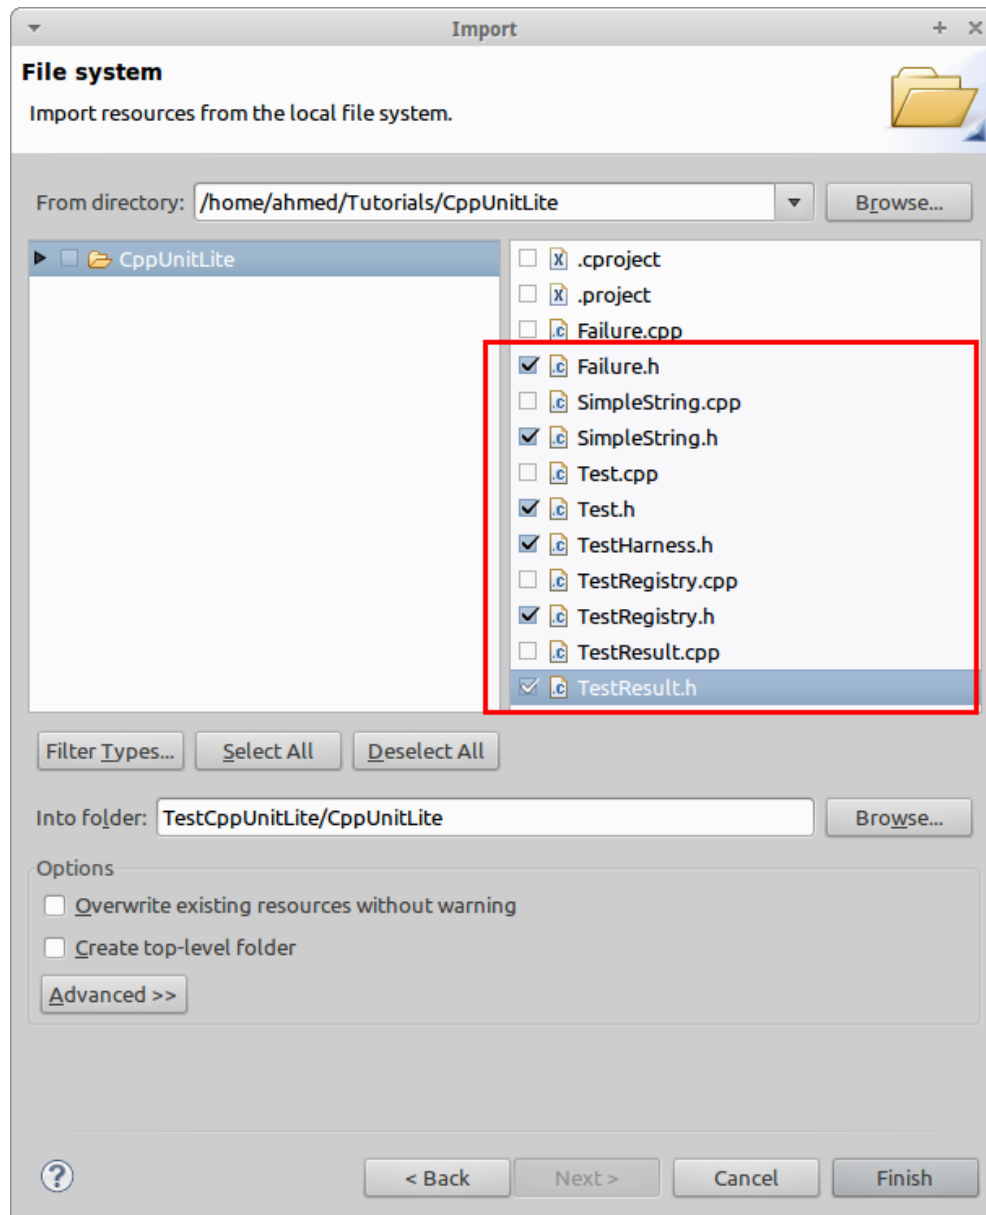 Import
File system
Import resources from the local file system.
From directory: /home/ahmed/Tutorials/CppUnitLite Browse...
CppUnitLite
.cproject
.project
Failure.cpp
Failure.h
SimpleString.cpp
SimpleString.h
Test.cpp
Test.h
TestHarness.h
TestRegistry.cpp
TestRegistry.h
TestResult.cpp
TestResult.h
Filter Types... Select All Deselect All
Into folder: TestCppUnitLite/CppUnitLite Browse...
Options
Overwrite existing resources without warning
Create top-level folder
Advanced >>
? < Back Next > Cancel Finish